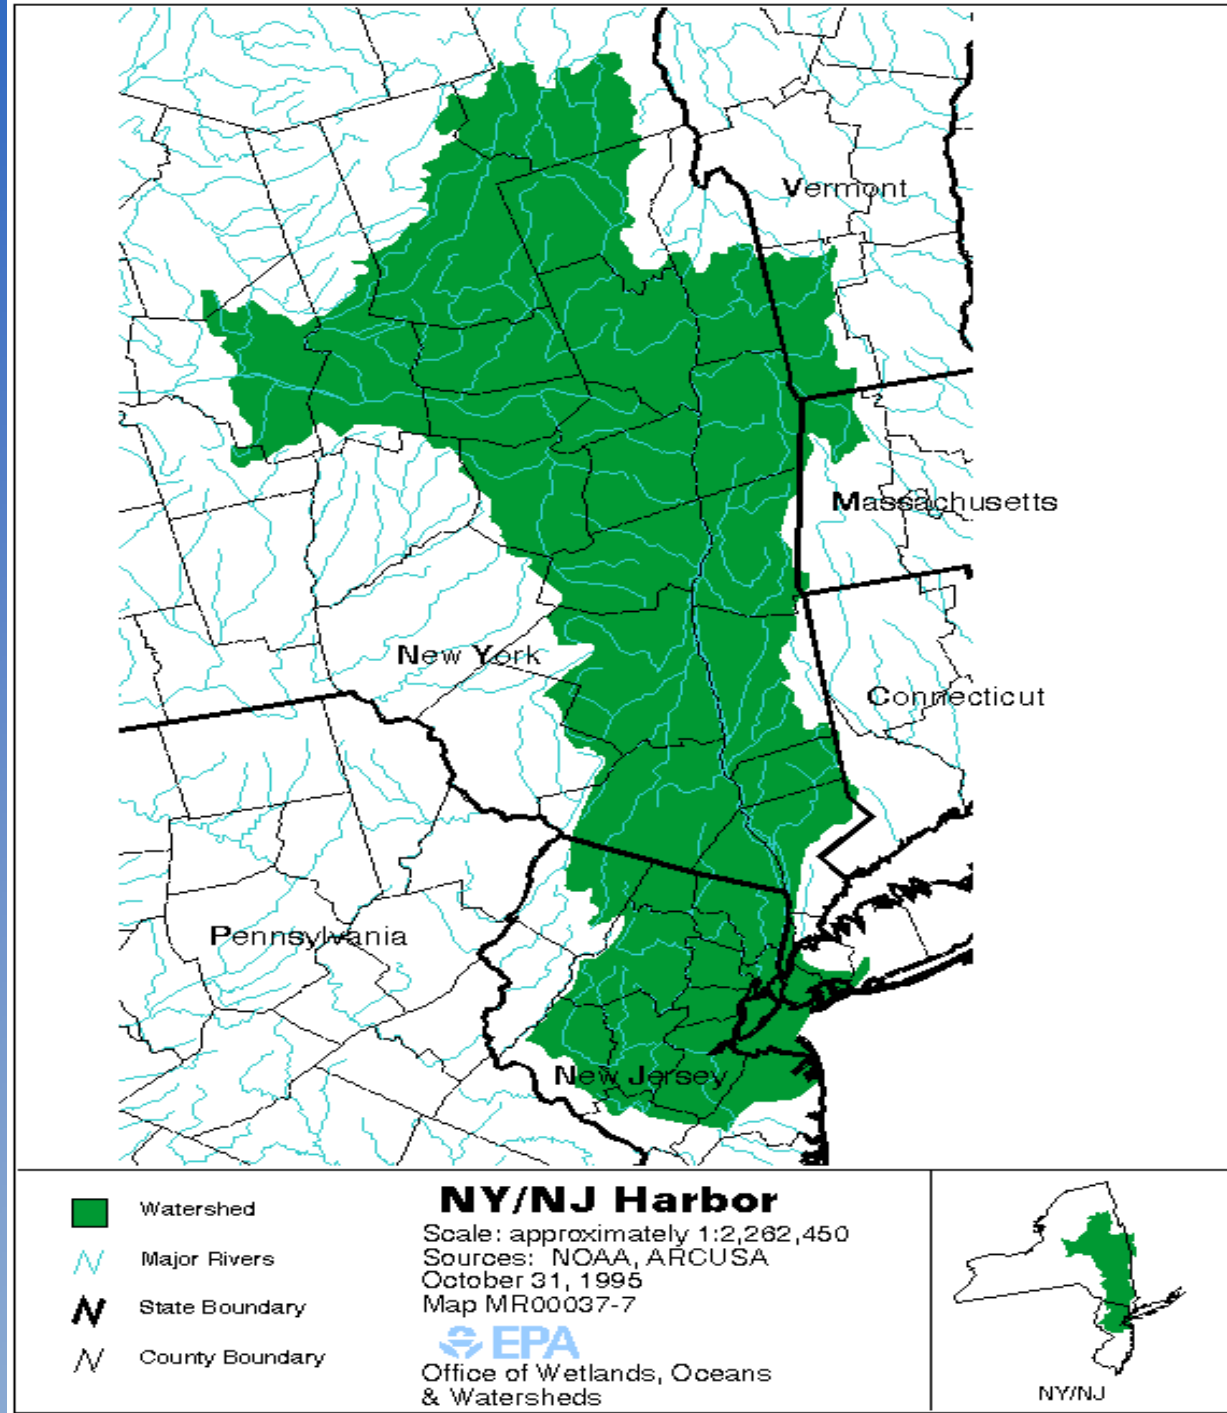 Vermont
Massachusetts
New York
Connecticut
Pennsylvania
New Jersey
Watershed
Major Rivers
State Boundary
County Boundary
NY/NJ Harbor
Scale: approximately 1:2,262,450
Sources: NOAA, ARCUSA
October 31, 1995
Map MR00037-7
EPA
Office of Wetlands, Oceans
& Watersheds
NY/NJ